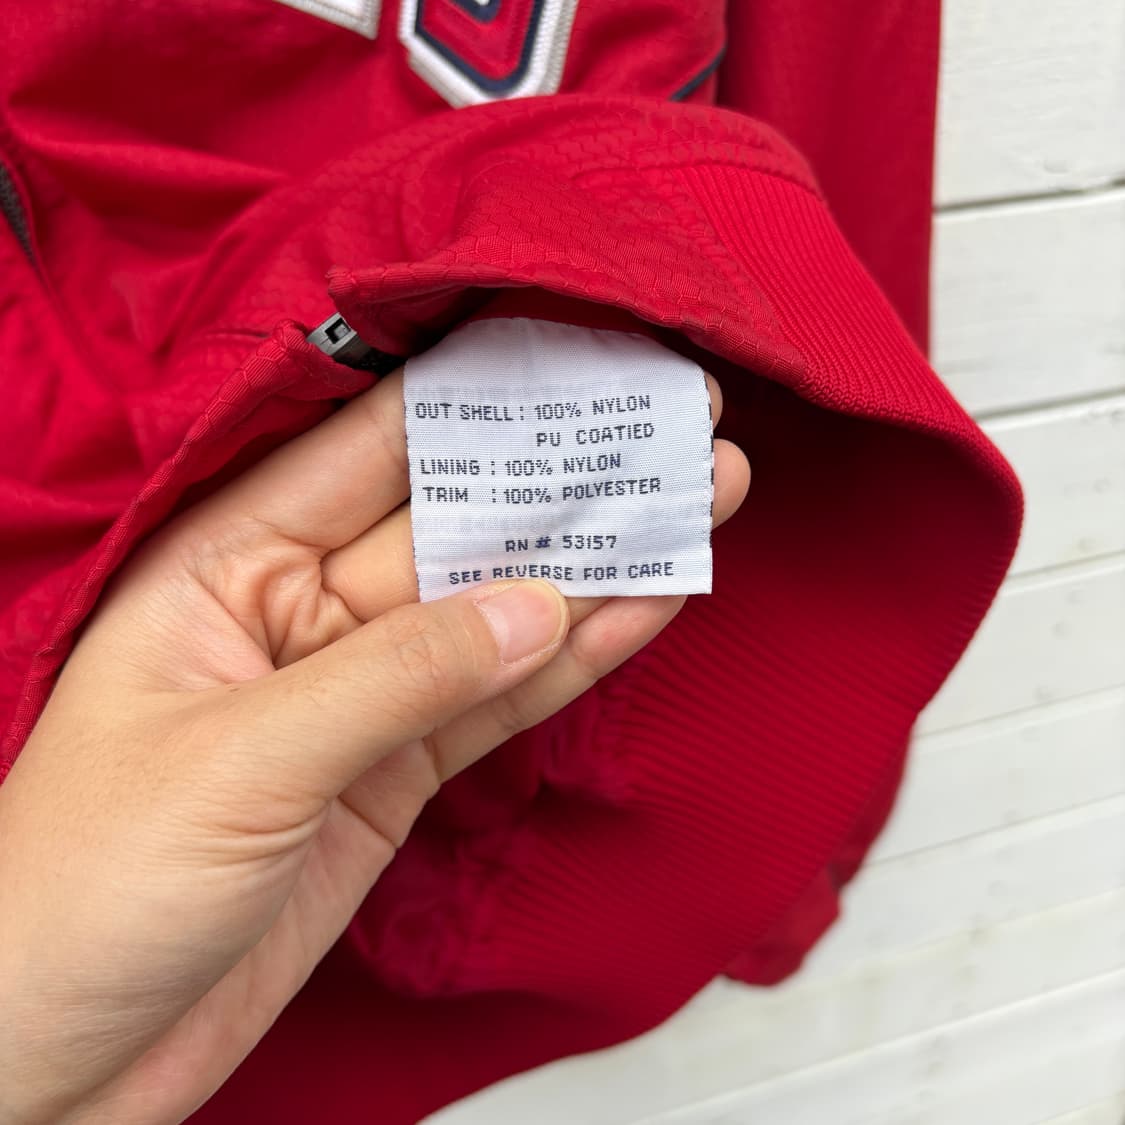 OUT SHELL : 100% NYLON
PU COATIED
LINING : 100% NYLON
TRIM : 100% POLYESTER
RN # 53157
SEE REVERSE FOR CARE